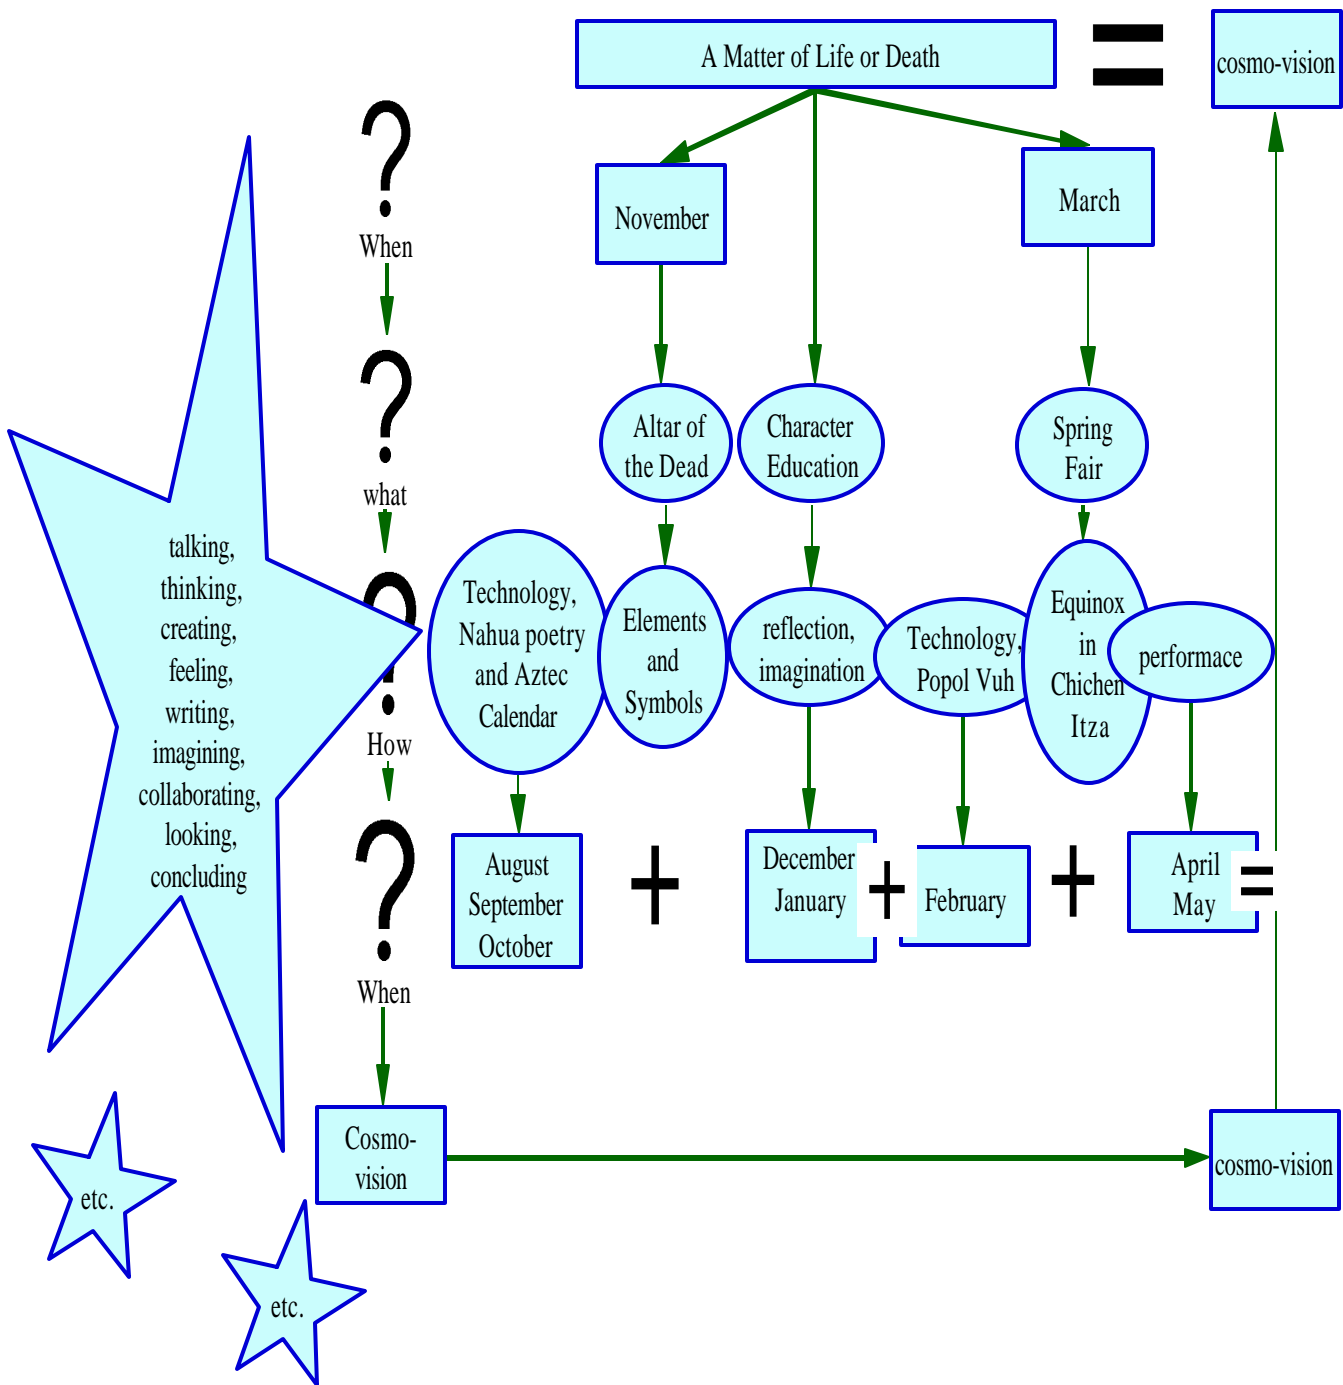 A Matter of Life or Death
=
cosmo-vision
?
When
November
March
?
what
Altar of
the Dead
Character
Education
Spring
Fair
talking,
thinking,
creating,
feeling,
writing,
imagining,
collaborating,
looking,
concluding
?
How
Technology,
Nahua poetry
and Aztec
Calendar
Elements
and
Symbols
reflection,
imagination
Technology,
Popol Vuh
Equinox
in
Chichen
Itza
performace
?
When
August
September
October
+
December
January
+
February
+
April
May
=
Cosmo-
vision
cosmo-vision
etc.
etc.